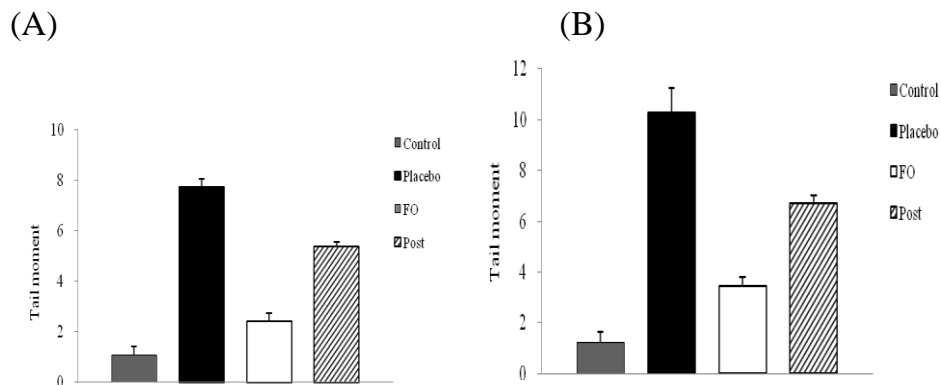 (A)
(B)
10
8
6
4
2
0
Tail moment
Control
Placebo
FO
Post
12
10
8
6
4
2
0
Tail moment
Control
Placebo
FO
Post